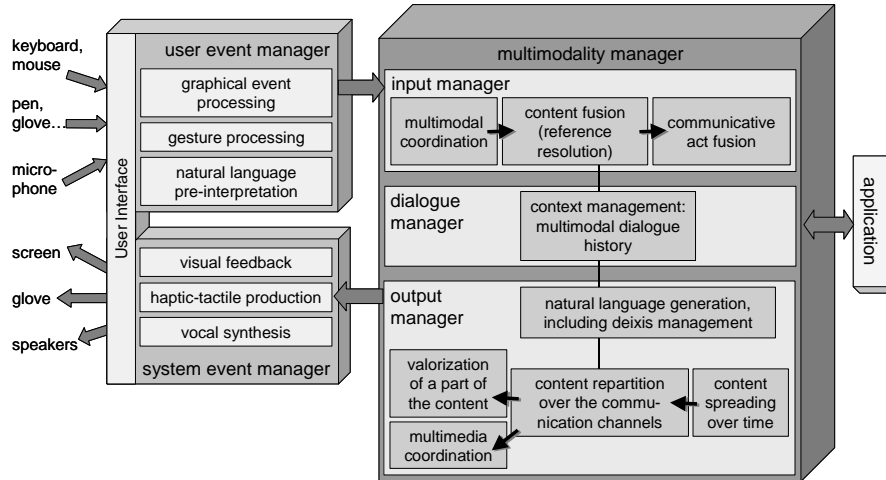 keyboard,
mouse
pen,
glove...
micro-
phone
screen
glove
speakers
User Interface
user event manager
graphical event
processing
gesture processing
natural language
pre-interpretation
visual feedback
haptic-tactile production
vocal synthesis
system event manager
multimodality manager
input manager
multimodal
coordination
content fusion
(reference
resolution)
communicative
act fusion
dialogue
manager
context management:
multimodal dialogue
history
output
manager
natural language generation,
including deixis management
valorization
of a part of
the content
content repartition
over the commu-
nication channels
content
spreading
over time
multimedia
coordination
application